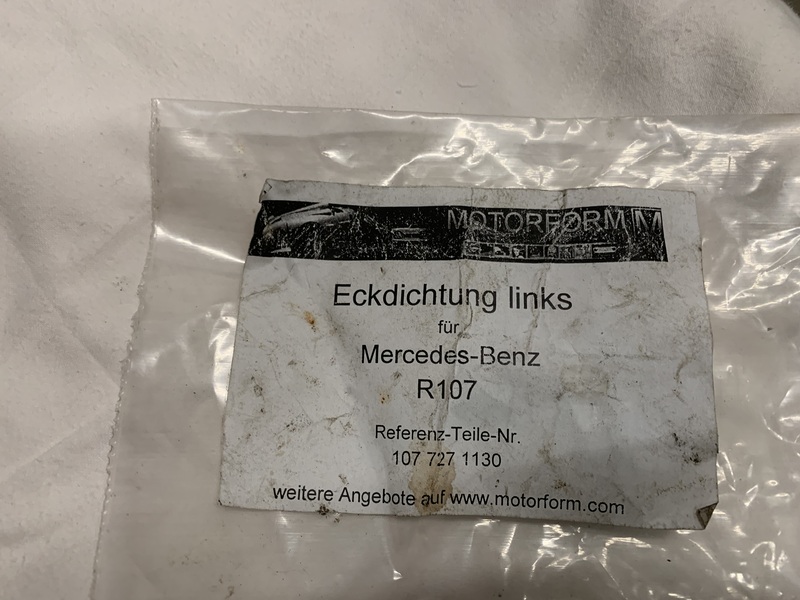 MOTORFORM M
Eckdichtung links
für
Mercedes-Benz
R107
Referenz-Teile-Nr.
107 727 1130
weitere Angebote auf www.motorform.com